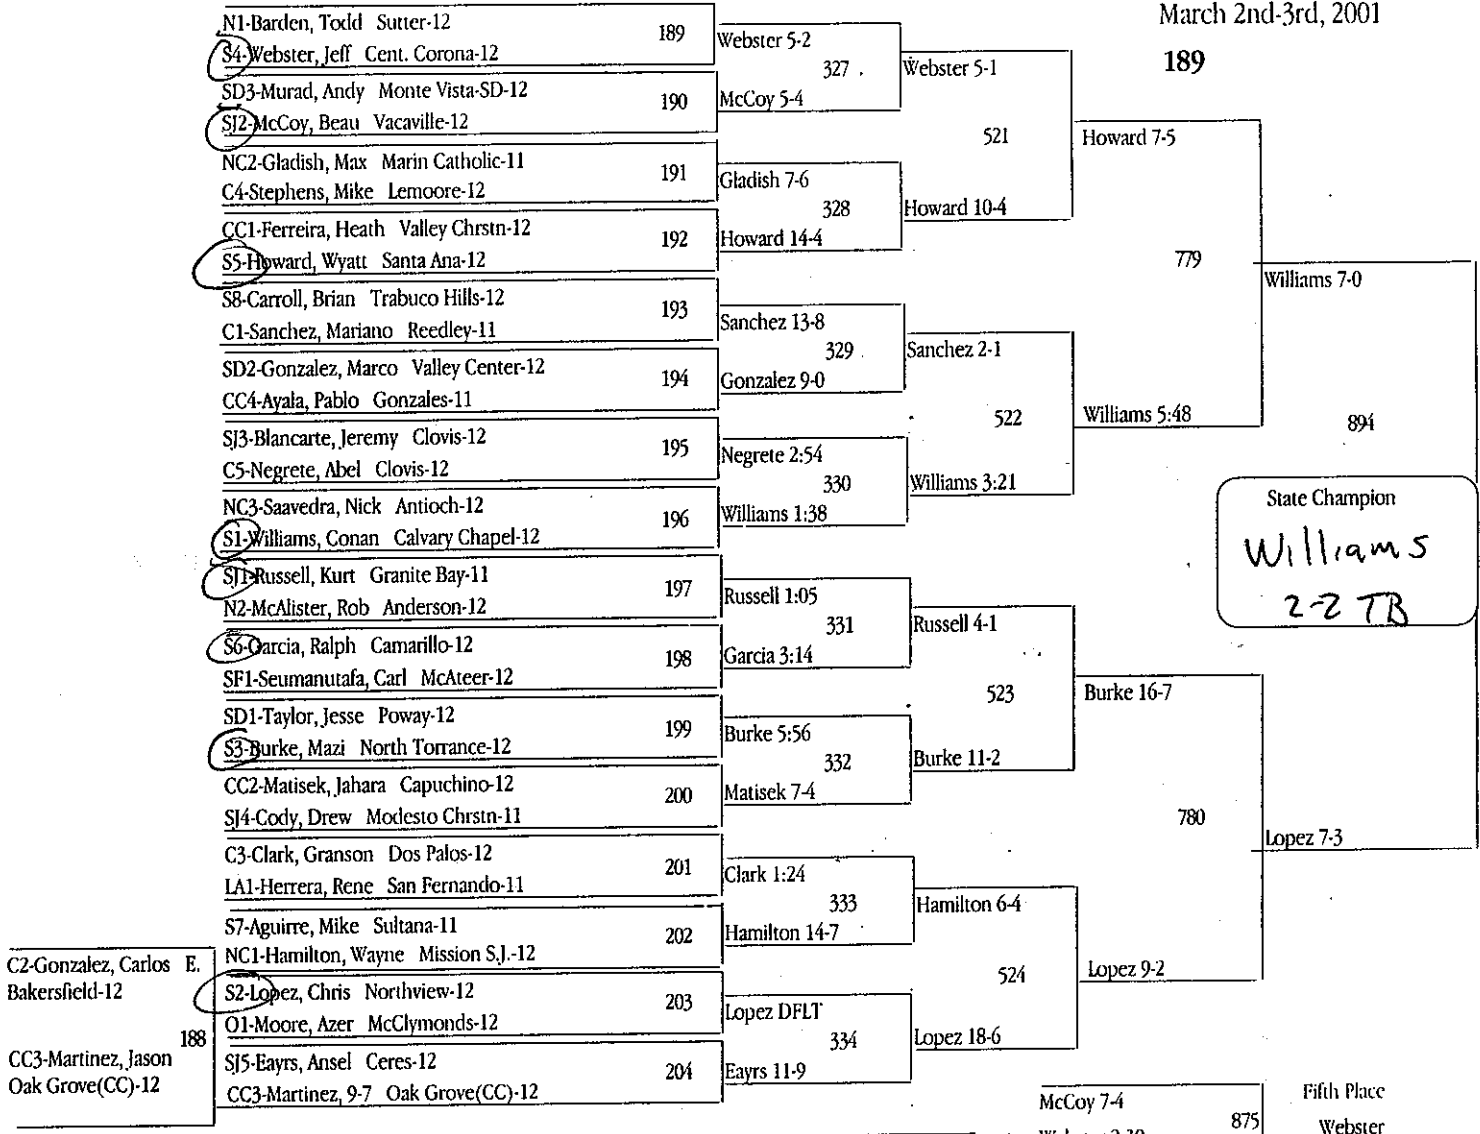 March 2nd-3rd, 2001
189
N1-Barden, Todd Sutter-12
S4-Webster, Jeff Cent. Corona-12
189
SD3-Murad, Andy Monte Vista-SD-12
SJ2-McCoy, Beau Vacaville-12
190
NC2-Gladish, Max Marin Catholic-11
C4-Stephens, Mike Lemoore-12
191
CC1-Ferreira, Heath Valley Chrstn-12
S5-Howard, Wyatt Santa Ana-12
192
S8-Carroll, Brian Trabuco Hills-12
C1-Sanchez, Mariano Reedley-11
193
SD2-Gonzalez, Marco Valley Center-12
CC4-Ayala, Pablo Gonzales-11
194
SJ3-Blancarte, Jeremy Clovis-12
C5-Negrete, Abel Clovis-12
195
NC3-Saavedra, Nick Antioch-12
S1-Williams, Conan Calvary Chapel-12
196
SJ1-Russell, Kurt Granite Bay-11
N2-McAlister, Rob Anderson-12
197
S6-Garcia, Ralph Camarillo-12
SF1-Seumanutafa, Carl McAteer-12
198
SD1-Taylor, Jesse Poway-12
S3-Burke, Mazi North Torrance-12
199
CC2-Matisek, Jahara Capuchino-12
SJ4-Cody, Drew Modesto Chrstn-11
200
C3-Clark, Granson Dos Palos-12
LA1-Herrera, Rene San Fernando-11
201
S7-Aguirre, Mike Sultana-11
NC1-Hamilton, Wayne Mission S.J.-12
202
S2-Lopez, Chris Northview-12
O1-Moore, Azer McClymonds-12
203
SJ5-Eayrs, Ansel Ceres-12
CC3-Martinez, 9-7 Oak Grove(CC)-12
204
C2-Gonzalez, Carlos E.
Bakersfield-12
188
CC3-Martinez, Jason
Oak Grove(CC)-12
Webster 5-2
327
McCoy 5-4
Gladish 7-6
328
Howard 14-4
Sanchez 13-8
329
Gonzalez 9-0
Negrete 2:54
330
Williams 1:38
Russell 1:05
331
Garcia 3:14
Burke 5:56
332
Matisek 7-4
Clark 1:24
333
Hamilton 14-7
Lopez DFLT
334
Eayrs 11-9
Webster 5-1
521
Howard 10-4
Sanchez 2-1
522
Williams 3:21
Russell 4-1
523
Burke 11-2
Hamilton 6-4
524
Lopez 18-6
Howard 7-5
779
Williams 5:48
Burke 16-7
780
Lopez 9-2
Williams 7-0
894
Lopez 7-3
State Champion
Williams
2-2 TB
McCoy 7-4
875
Fifth Place
Webster